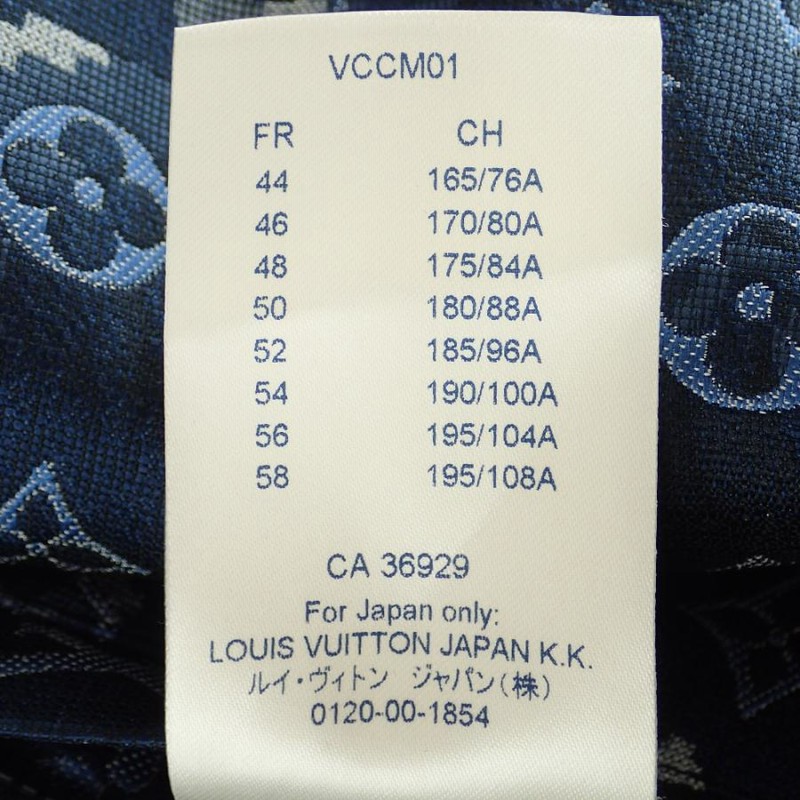 VCCM01
FR CH
44 165/76A
46 170/80A
48 175/84A
50 180/88A
52 185/96A
54 190/100A
56 195/104A
58 195/108A
CA 36929
For Japan only:
LOUIS VUITTON JAPAN K.K.
ルイ・ヴィトン ジャパン(株)
0120-00-1854